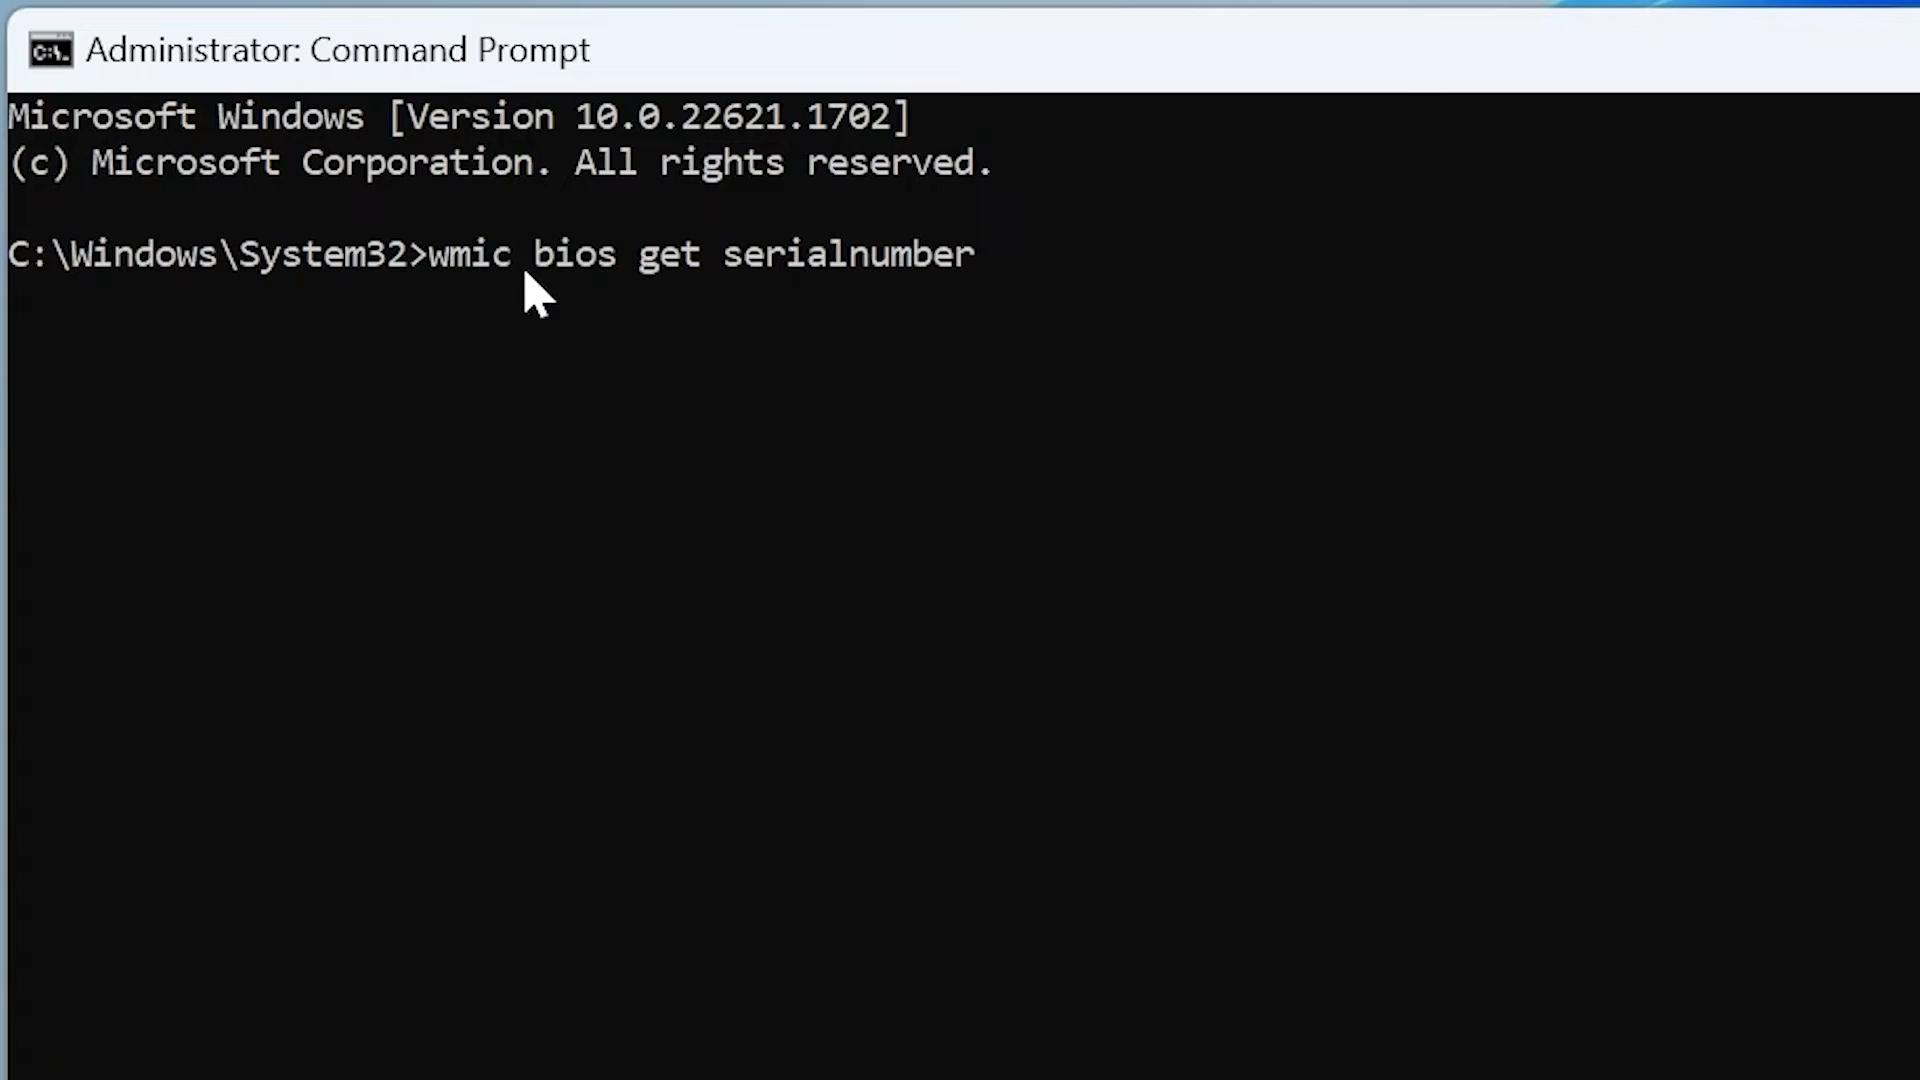 Administrator: Command Prompt
Microsoft Windows [Version 10.0.22621.1702]
(c) Microsoft Corporation. All rights reserved.
C:\Windows\System32>wmic bios get serialnumber